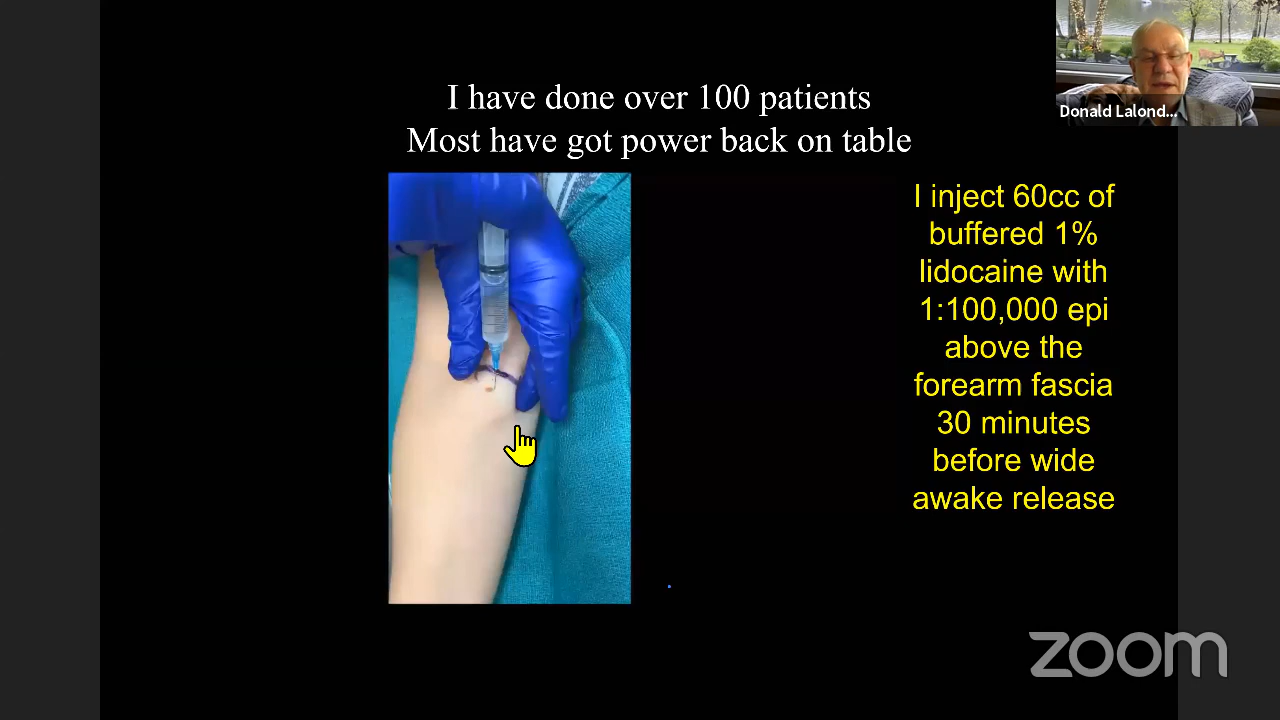 I have done over 100 patients
Most have got power back on table
Donald Lalond...
I inject 60cc of
buffered 1%
lidocaine with
1:100,000 epi
above the
forearm fascia
30 minutes
before wide
awake release
zoom